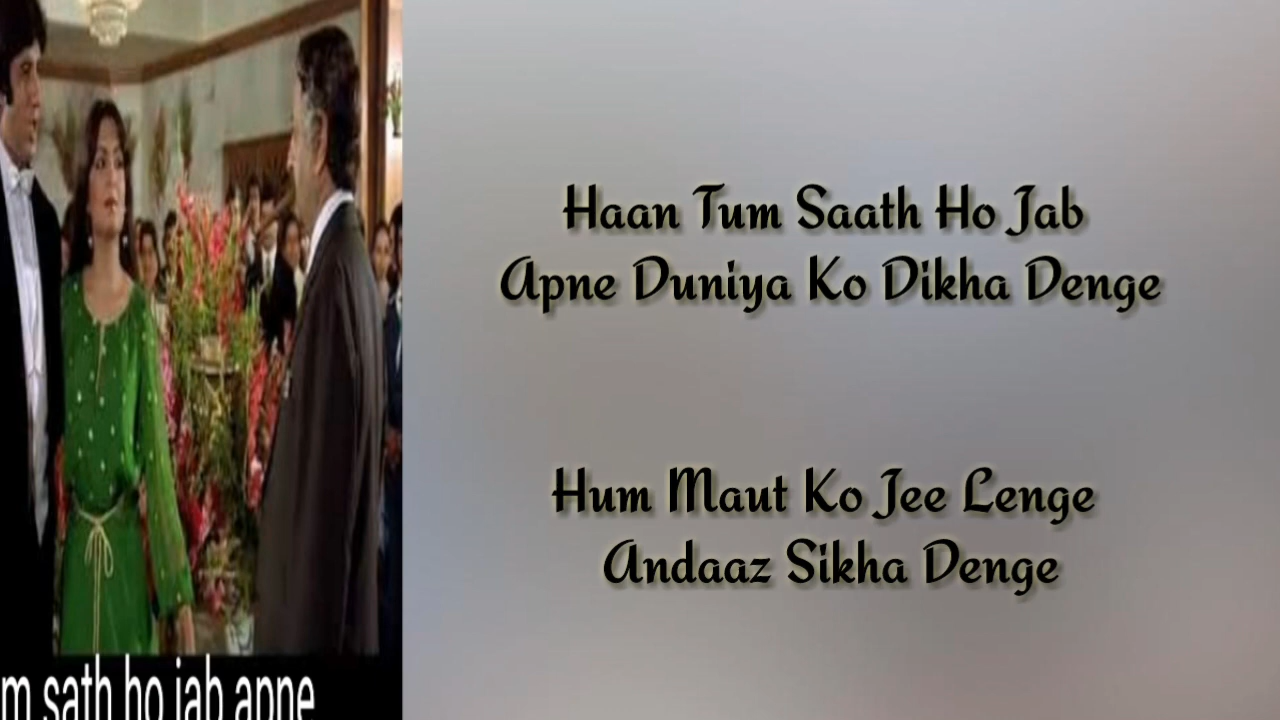 Haan Tum Saath Ho Jab
Apne Duniya Ko Dikha Denge
Hum Maut Ko Jee Lenge
Andaaz Sikha Denge
m sath ho jab apne